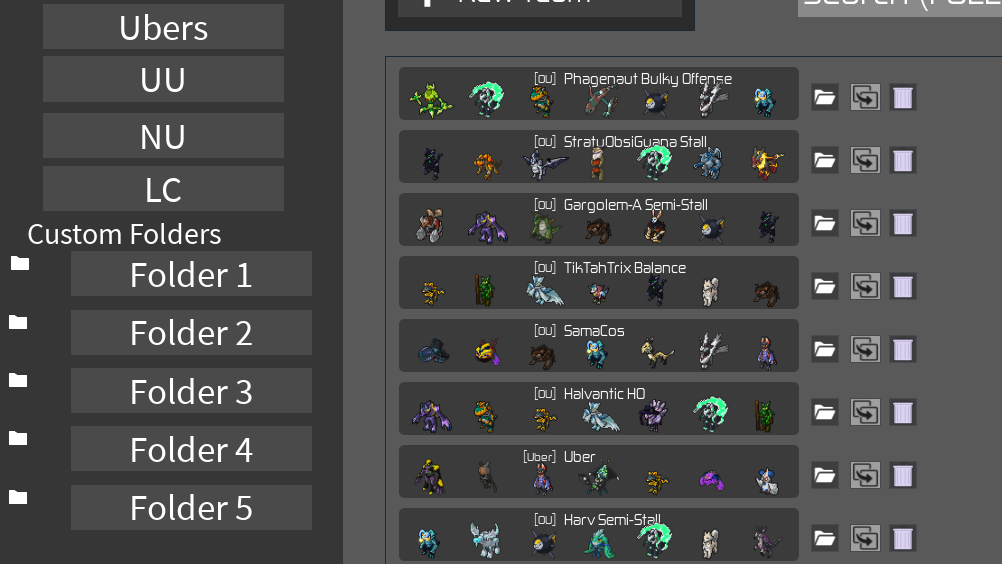 Ubers
UU
NU
LC
Custom Folders
Folder 1
Folder 2
Folder 3
Folder 4
Folder 5
[OU] Phagenaut Bulky Offense
[OU] StratuObsiGuana Stall
[OU] Gargolem-A Semi-Stall
[OU] TikTahTrix Balance
[OU] SamaCos
[OU] Halvantic HO
[Uber] Uber
[OU] Harv Semi-Stall